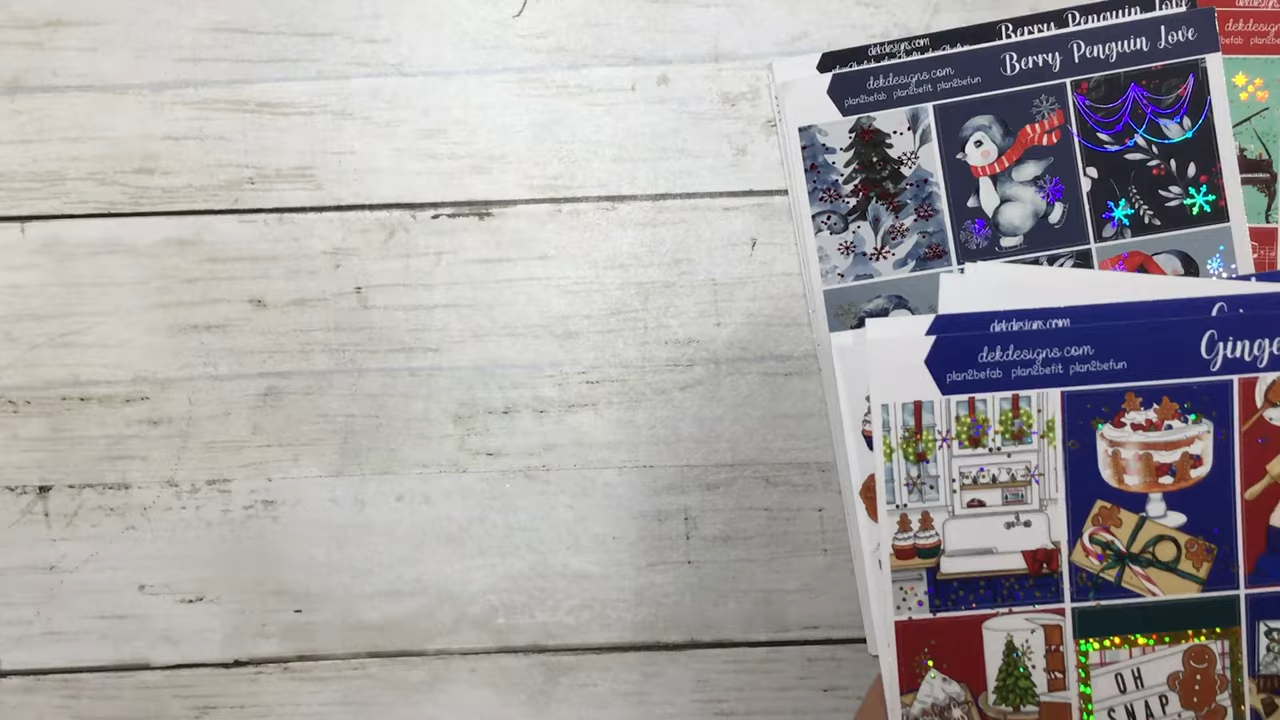 dekdesigns.com
Berry Penguin Love
dekdesigns.com
plan2befab plan2befit plan2befun
Berry Penguin Love
dekdesigns.com
dekdesigns.com
plan2befab plan2befit plan2befun
OH
SNAP